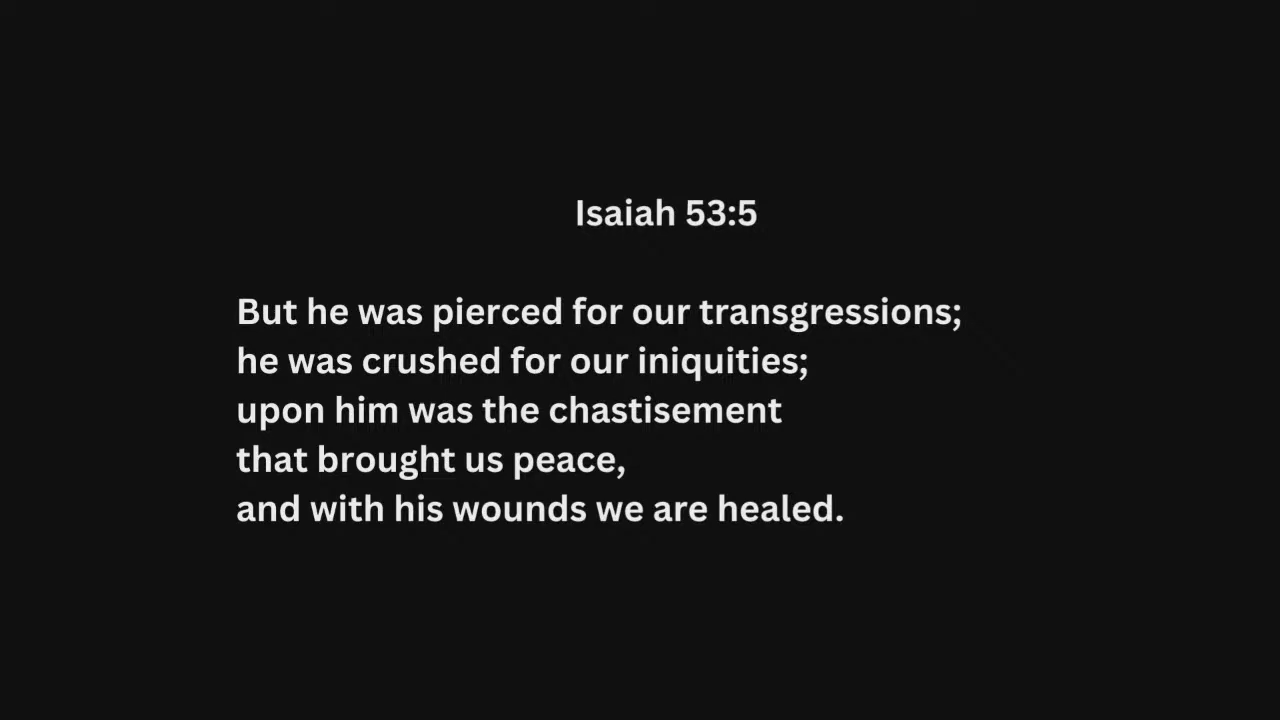 Isaiah 53:5
But he was pierced for our transgressions;
he was crushed for our iniquities;
upon him was the chastisement
that brought us peace,
and with his wounds we are healed.